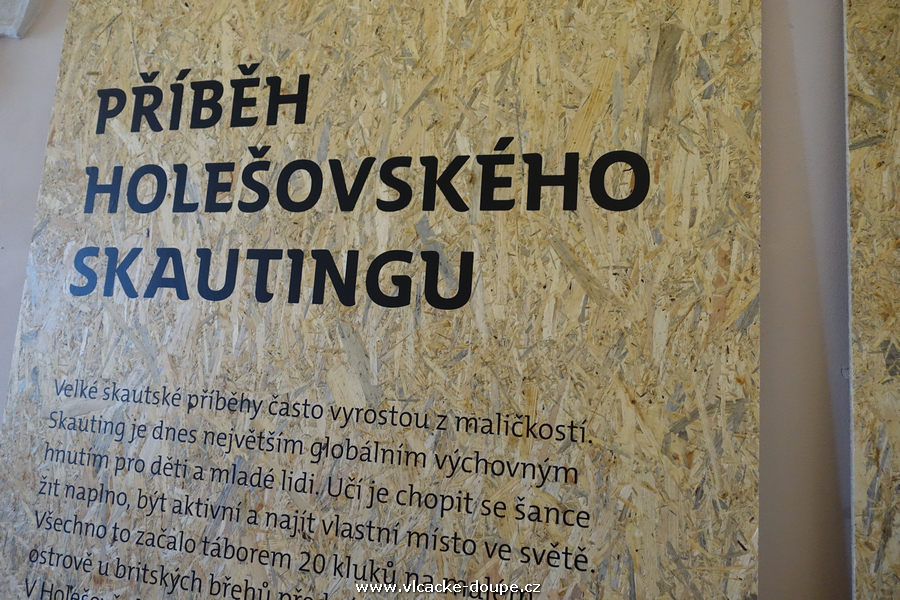 PŘÍBĚH
HOLEŠOVSKÉHO
SKAUTINGU
Velké skautské příběhy často vyrostou z maličkostí.
Skauting je dnes největším globálním výchovným
hnutím pro děti a mladé lidi. Učí je chopit se šance
žít naplno, být aktivní a najít vlastní místo ve světě.
Všechno to začalo táborem 20 kluků na
ostrově u britských břehů
V
www.vlcacke-doupe.cz